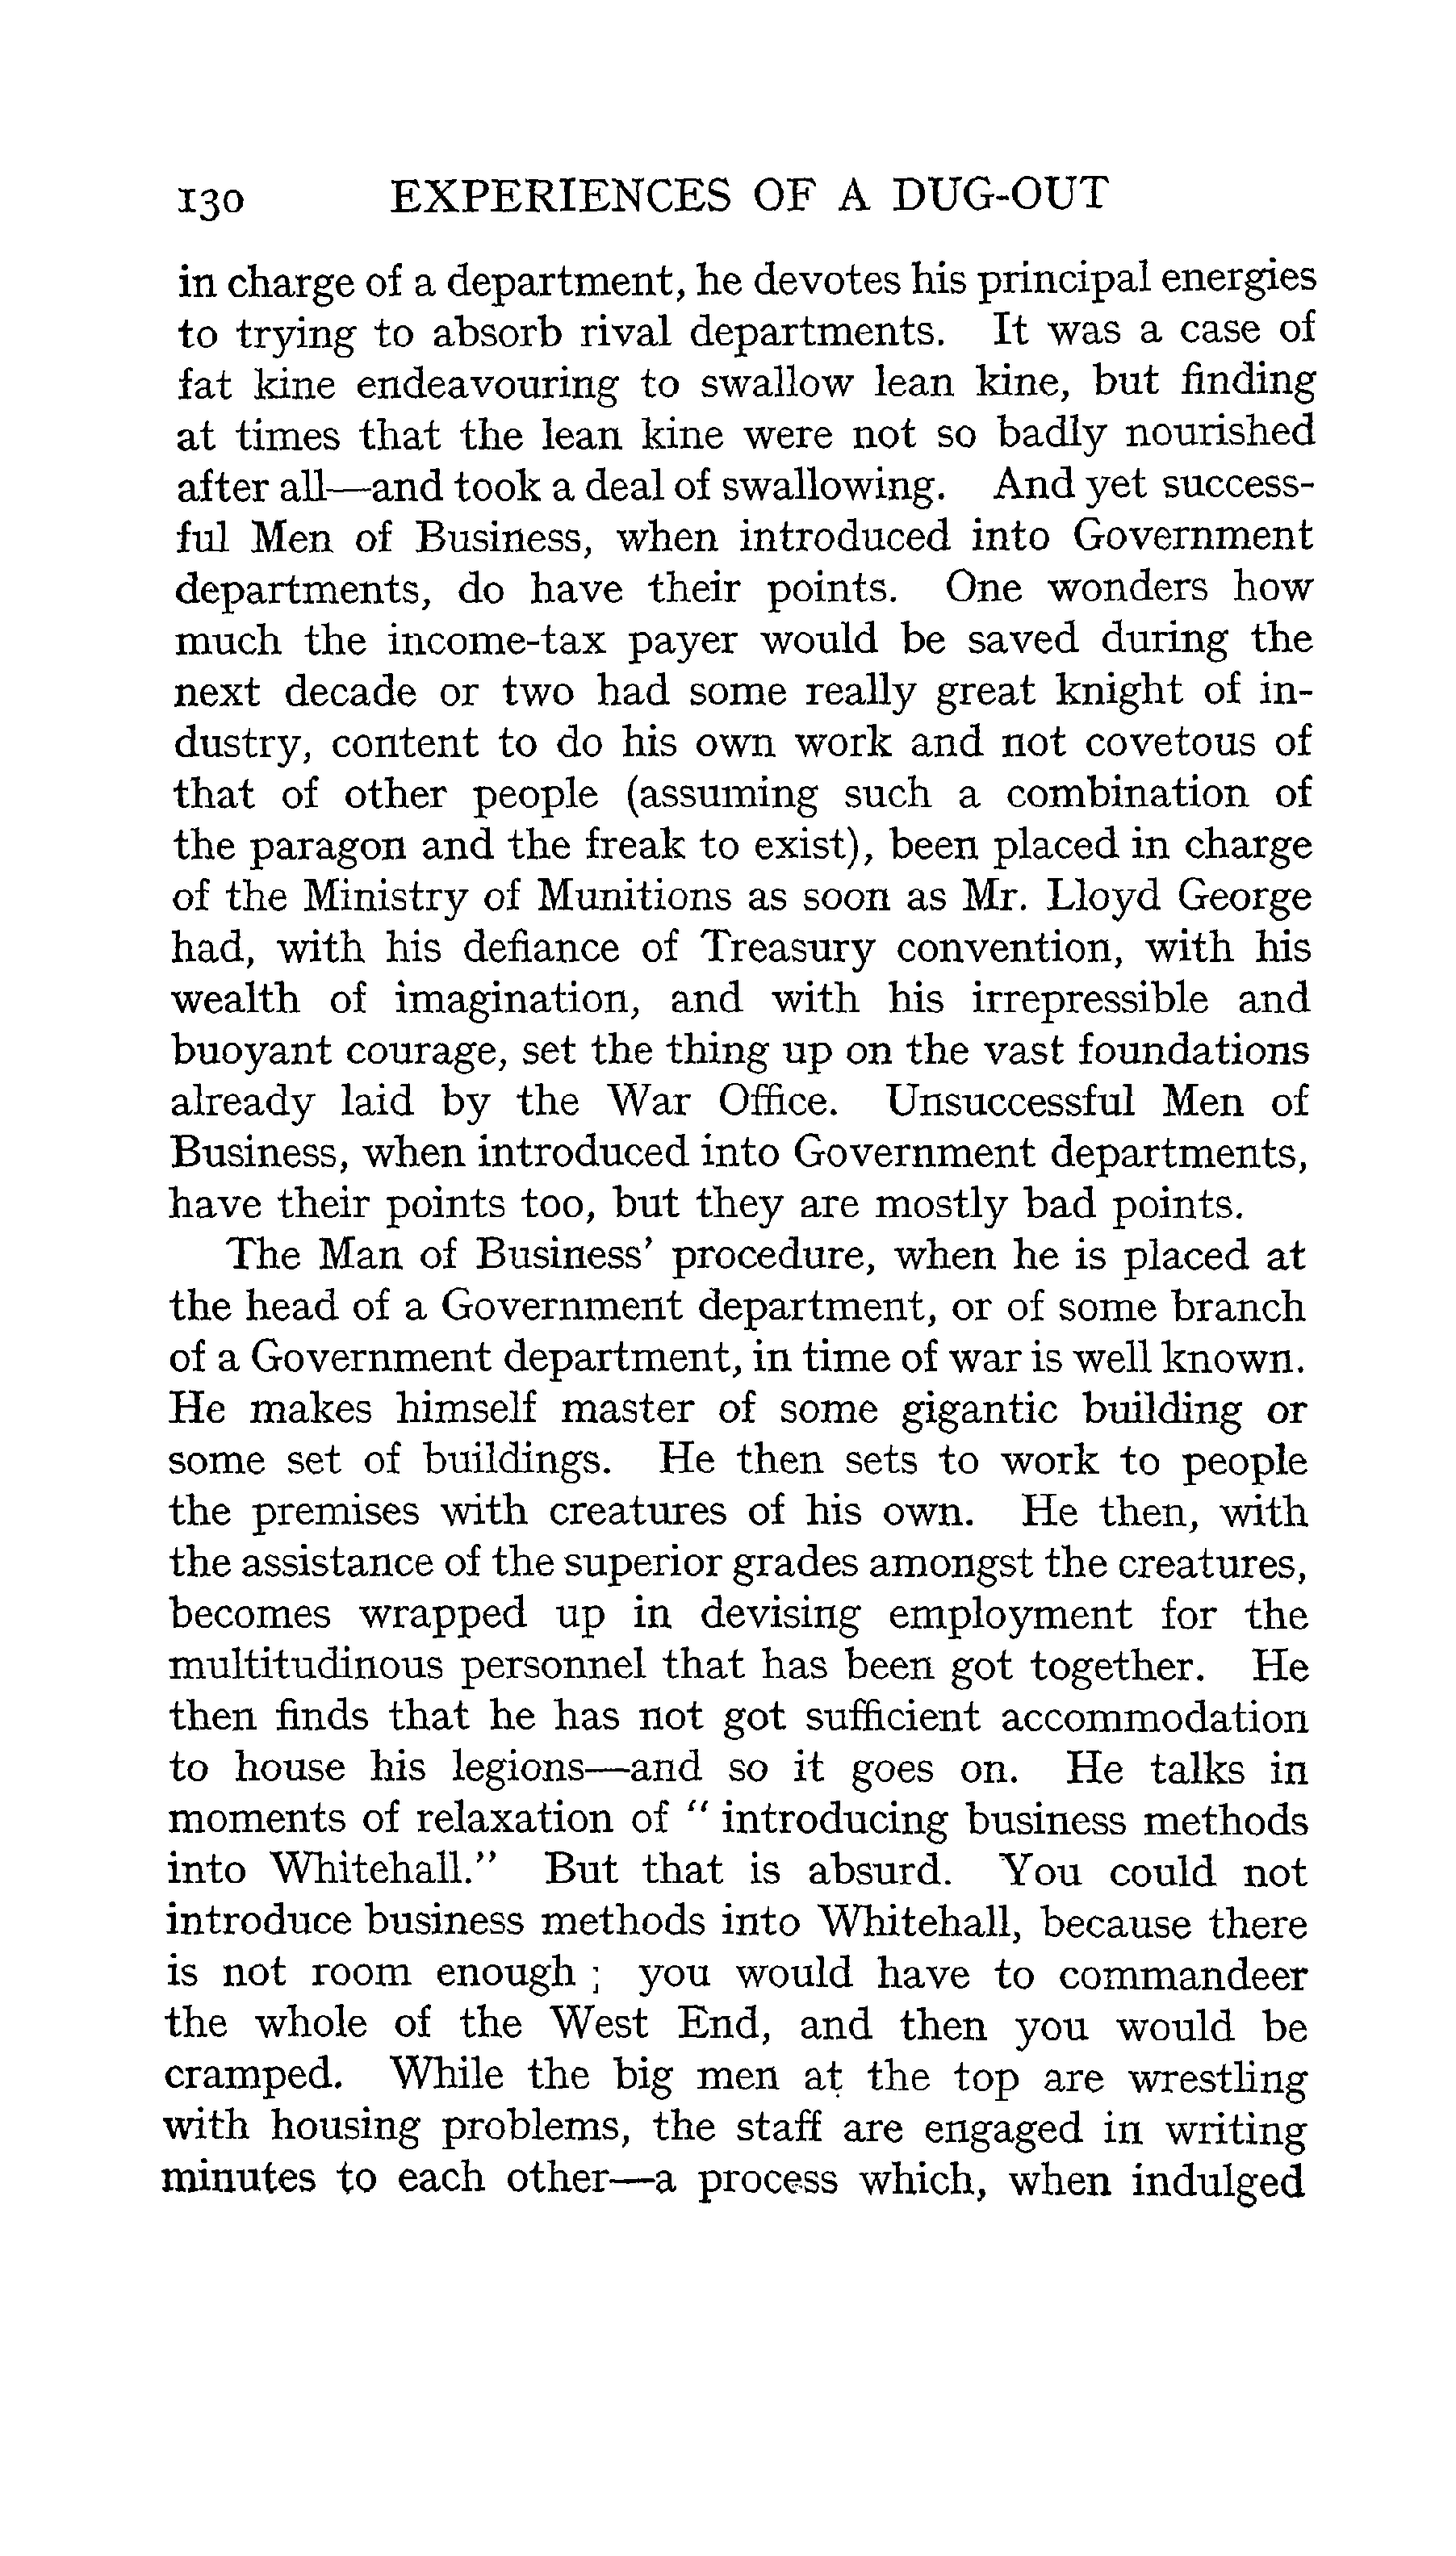 130 EXPERIENCES OF A DUG-OUT
in charge of a department, he devotes his principal energies
to trying to absorb rival departments. It was a case of
fat kine endeavouring to swallow lean kine, but finding
at times that the lean kine were not so badly nourished
after all—and took a deal of swallowing. And yet success-
ful Men of Business, when introduced into Government
departments, do have their points. One wonders how
much the income-tax payer would be saved during the
next decade or two had some really great knight of in-
dustry, content to do his own work and not covetous of
that of other people (assuming such a combination of
the paragon and the freak to exist), been placed in charge
of the Ministry of Munitions as soon as Mr. Lloyd George
had, with his defiance of Treasury convention, with his
wealth of imagination, and with his irrepressible and
buoyant courage, set the thing up on the vast foundations
already laid by the War Office. Unsuccessful Men of
Business, when introduced into Government departments,
have their points too, but they are mostly bad points.
The Man of Business' procedure, when he is placed at
the head of a Government department, or of some branch
of a Government department, in time of war is well known.
He makes himself master of some gigantic building or
some set of buildings. He then sets to work to people
the premises with creatures of his own. He then, with
the assistance of the superior grades amongst the creatures,
becomes wrapped up in devising employment for the
multitudinous personnel that has been got together. He
then finds that he has not got sufficient accommodation
to house his legions—and so it goes on. He talks in
moments of relaxation of " introducing business methods
into Whitehall." But that is absurd. You could not
introduce business methods into Whitehall, because there
is not room enough ; you would have to commandeer
the whole of the West End, and then you would be
cramped. While the big men at the top are wrestling
with housing problems, the staff are engaged in writing
minutes to each other—a process which, when indulged